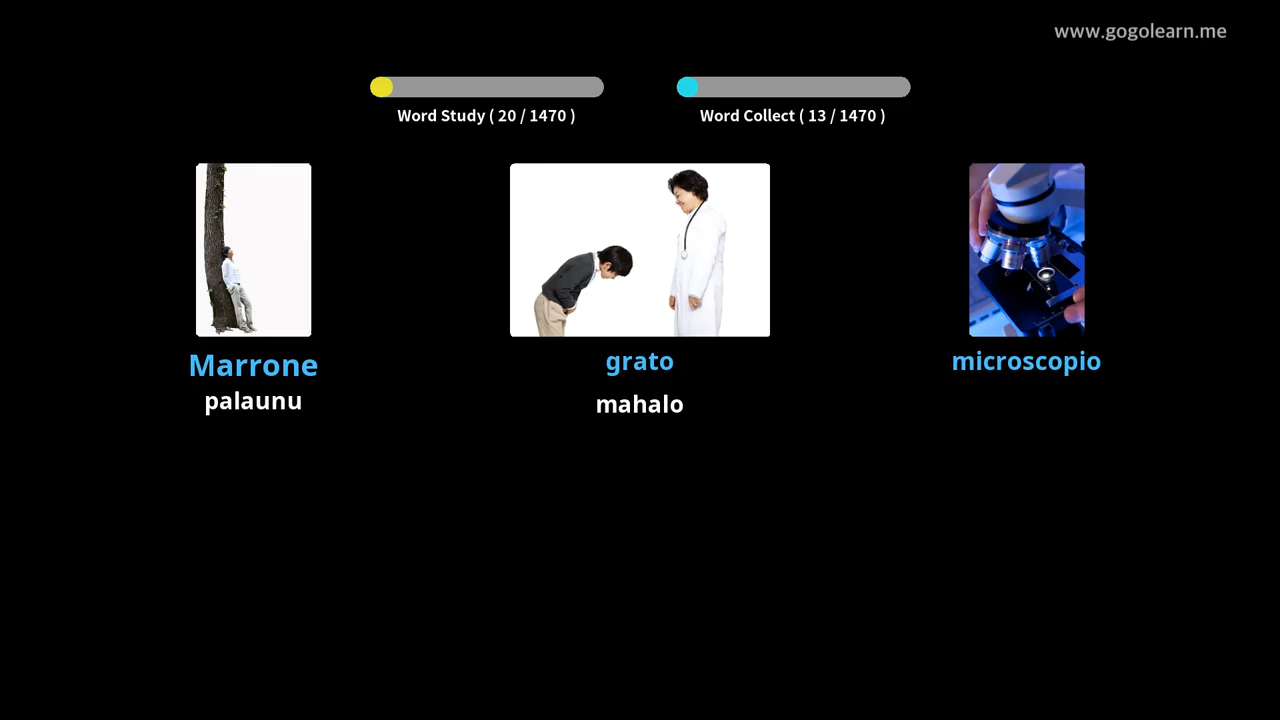 www.gogolearn.me
Word Study ( 20 / 1470 )
Word Collect ( 13 / 1470 )
Marrone
palaunu
grato
mahalo
microscopio